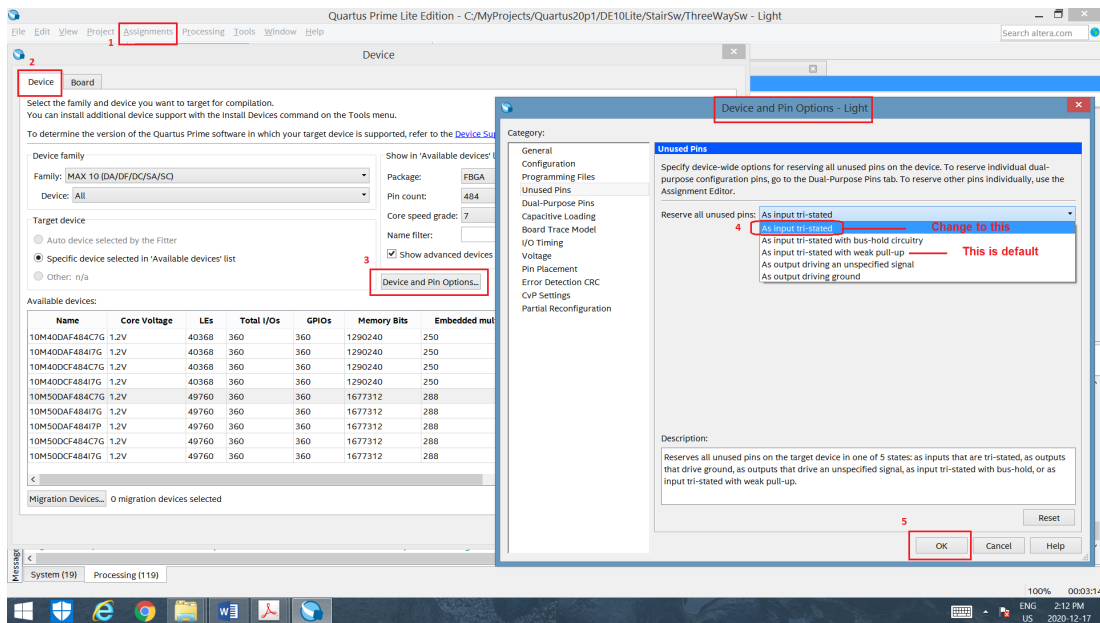 Quartus Prime Lite Edition - C:/MyProjects/Quartus20p1/DE10Lite/StairSw/ThreeWaySw - Light
File Edit View Project Assignments Processing Tools Window Help
Search altera.com
1
2
Device
Device Board
Select the family and device you want to target for compilation.
You can install additional device support with the Install Devices command on the Tools menu.
To determine the version of the Quartus Prime software in which your target device is supported, refer to the Device Sup
Device family
Family: MAX 10 (DA/DF/DC/SA/SC)
Device: All
Show in 'Available devices' l
Package: FBGA
Pin count: 484
Core speed grade: 7
Name filter:
Show advanced devices
Target device
Auto device selected by the Fitter
Specific device selected in 'Available devices' list
Other: n/a
3
Device and Pin Options...
Available devices:
Name Core Voltage LEs Total I/Os GPIOs Memory Bits Embedded mul
10M40DAF484C7G 1.2V 40368 360 360 1290240 250
10M40DAF484I7G 1.2V 40368 360 360 1290240 250
10M40DCF484C7G 1.2V 40368 360 360 1290240 250
10M40DCF484I7G 1.2V 40368 360 360 1290240 250
10M50DAF484C7G 1.2V 49760 360 360 1677312 288
10M50DAF484I7G 1.2V 49760 360 360 1677312 288
10M50DAF484I7P 1.2V 49760 360 360 1677312 288
10M50DCF484C7G 1.2V 49760 360 360 1677312 288
10M50DCF484I7G 1.2V 49760 360 360 1677312 288
Migration Devices... 0 migration devices selected
Device and Pin Options - Light
Category:
General
Configuration
Programming Files
Unused Pins
Dual-Purpose Pins
Capacitive Loading
Board Trace Model
I/O Timing
Voltage
Pin Placement
Error Detection CRC
CvP Settings
Partial Reconfiguration
Unused Pins
Specify device-wide options for reserving all unused pins on the device. To reserve individual dual-
purpose configuration pins, go to the Dual-Purpose Pins tab. To reserve other pins individually, use the
Assignment Editor.
Reserve all unused pins: As input tri-stated
4 As input tri-stated Change to this
As input tri-stated with bus-hold circuitry
As input tri-stated with weak pull-up This is default
As output driving an unspecified signal
As output driving ground
Description:
Reserves all unused pins on the target device in one of 5 states: as inputs that are tri-stated, as outputs
that drive ground, as outputs that drive an unspecified signal, as input tri-stated with bus-hold, or as
input tri-stated with weak pull-up.
Reset
5
OK Cancel Help
Message
System (19) Processing (119)
100% 00:03:14
ENG 2:12 PM
US 2020-12-17